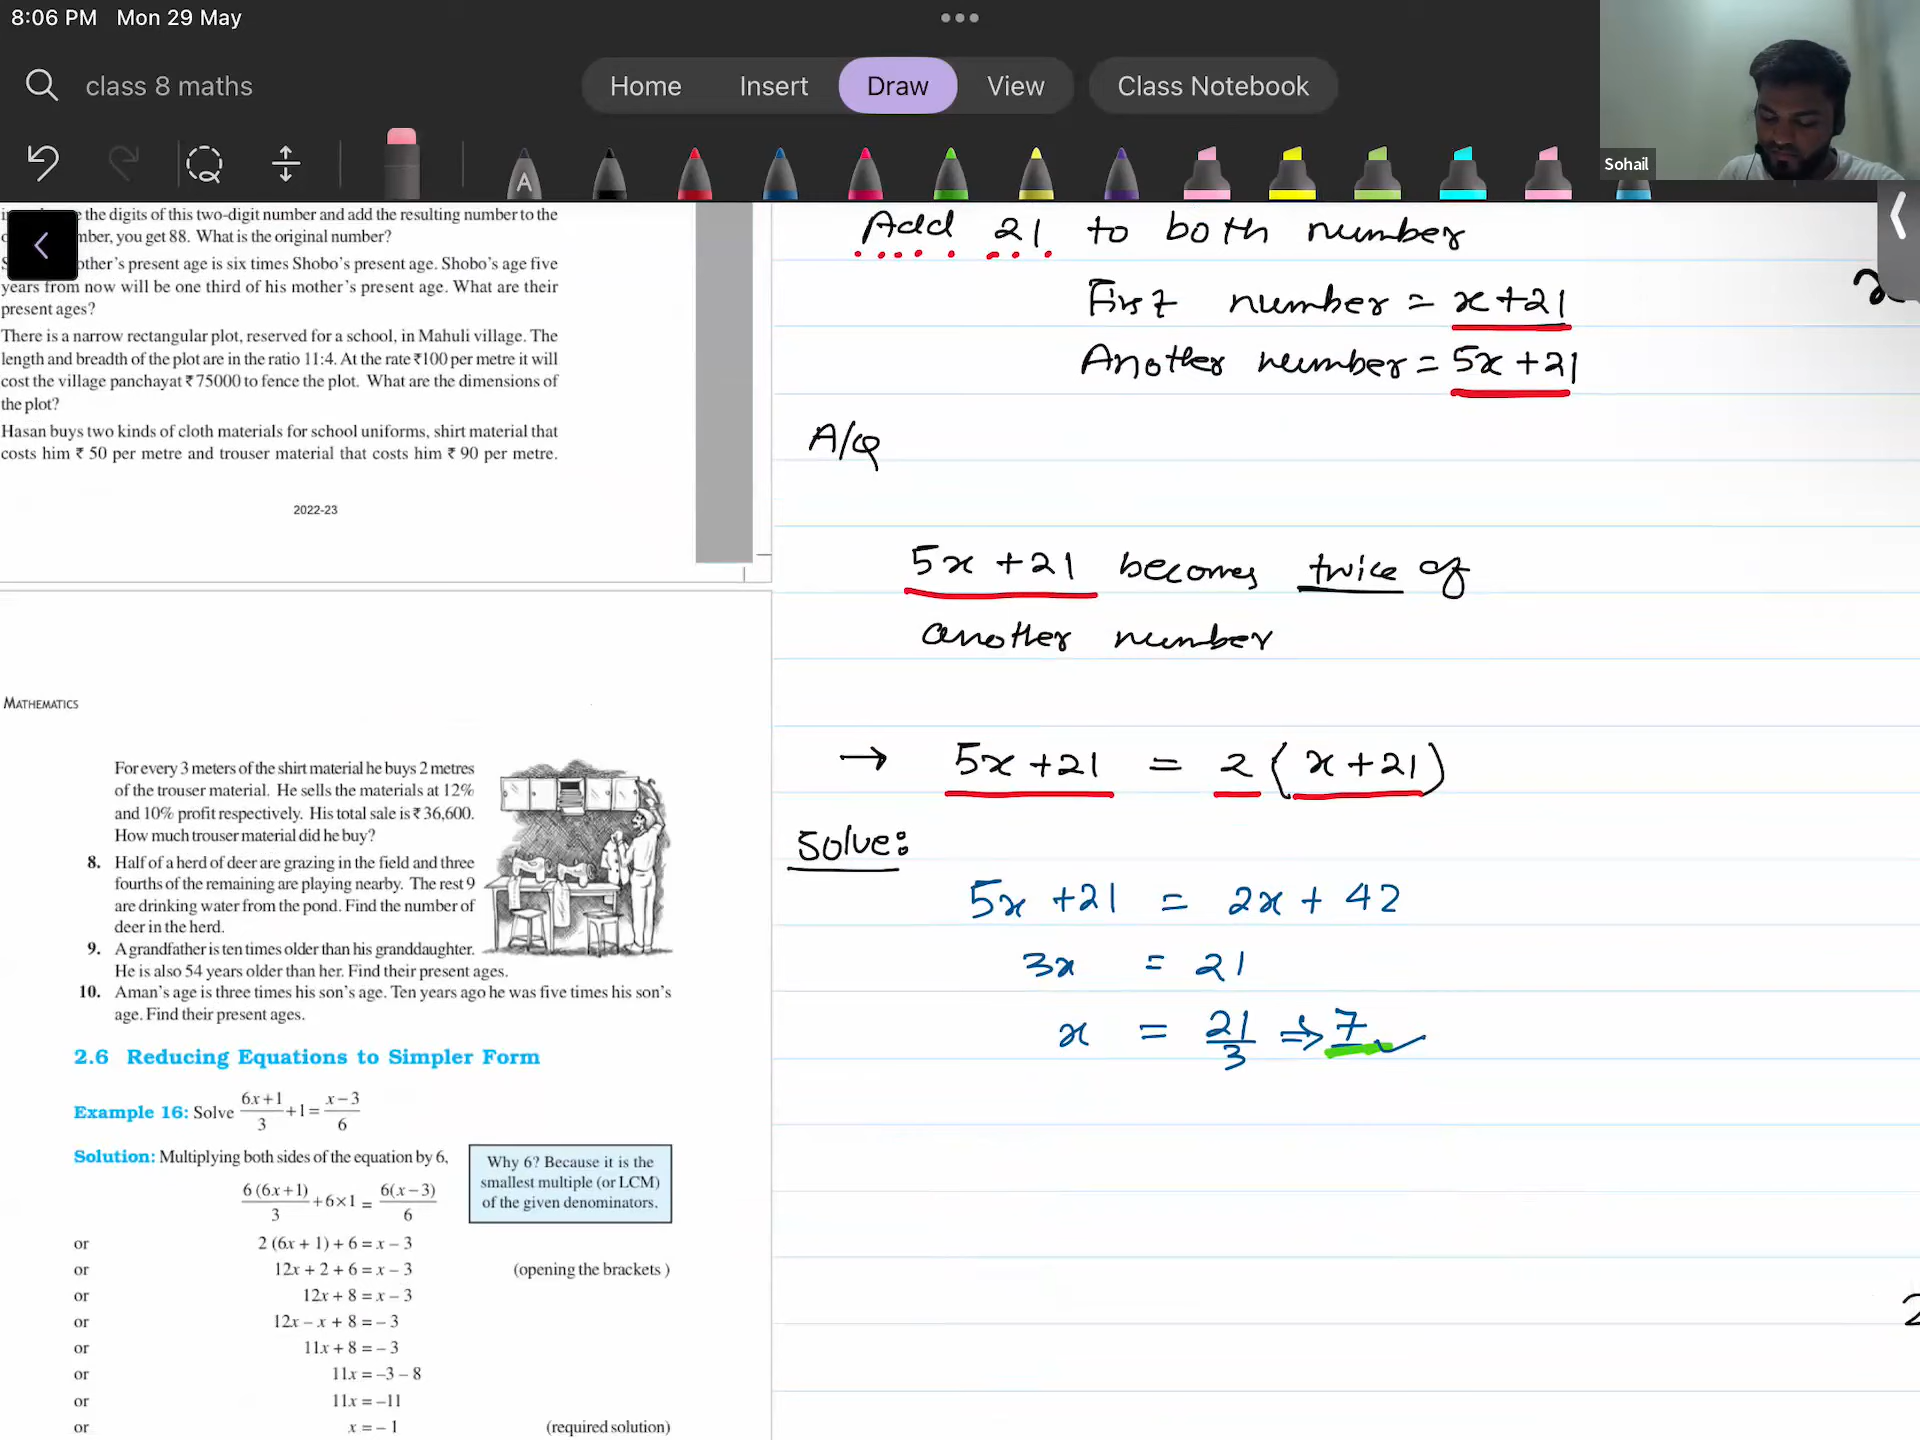 8:06 PM Mon 29 May
class 8 maths
Home Insert Draw View Class Notebook
A
Sohail
the digits of this two-digit number and add the resulting number to the
mber, you get 88. What is the original number?
other's present age is six times Shobo's present age. Shobo's age five
years from now will be one third of his mother's present age. What are their
present ages?
There is a narrow rectangular plot, reserved for a school, in Mahuli village. The
length and breadth of the plot are in the ratio 11:4. At the rate ₹100 per metre it will
cost the village panchayat ₹75000 to fence the plot. What are the dimensions of
the plot?
Hasan buys two kinds of cloth materials for school uniforms, shirt material that
costs him ₹ 50 per metre and trouser material that costs him ₹ 90 per metre.
2022-23
MATHEMATICS
For every 3 meters of the shirt material he buys 2 metres
of the trouser material. He sells the materials at 12%
and 10% profit respectively. His total sale is ₹ 36,600.
How much trouser material did he buy?
8. Half of a herd of deer are grazing in the field and three
fourths of the remaining are playing nearby. The rest 9
are drinking water from the pond. Find the number of
deer in the herd.
9. A grandfather is ten times older than his granddaughter.
He is also 54 years older than her. Find their present ages.
10. Aman's age is three times his son's age. Ten years ago he was five times his son's
age. Find their present ages.
2.6 Reducing Equations to Simpler Form
Example 16: Solve (6x+1)/3 + 1 = (x−3)/6
Solution: Multiplying both sides of the equation by 6,
Why 6? Because it is the
smallest multiple (or LCM)
of the given denominators.
6(6x+1)/3 + 6×1 = 6(x−3)/6
or 2 (6x + 1) + 6 = x – 3
or 12x + 2 + 6 = x – 3 (opening the brackets )
or 12x + 8 = x – 3
or 12x – x + 8 = – 3
or 11x + 8 = – 3
or 11x = –3 – 8
or 11x = –11
or x = – 1 (required solution)
Add 21 to both number
First number = x+21
Another number = 5x+21
A/Q
5x+21 becomes twice of
another number
→ 5x+21 = 2(x+21)
Solve:
5x+21 = 2x+42
3x = 21
x = 21/3 ⇒ 7